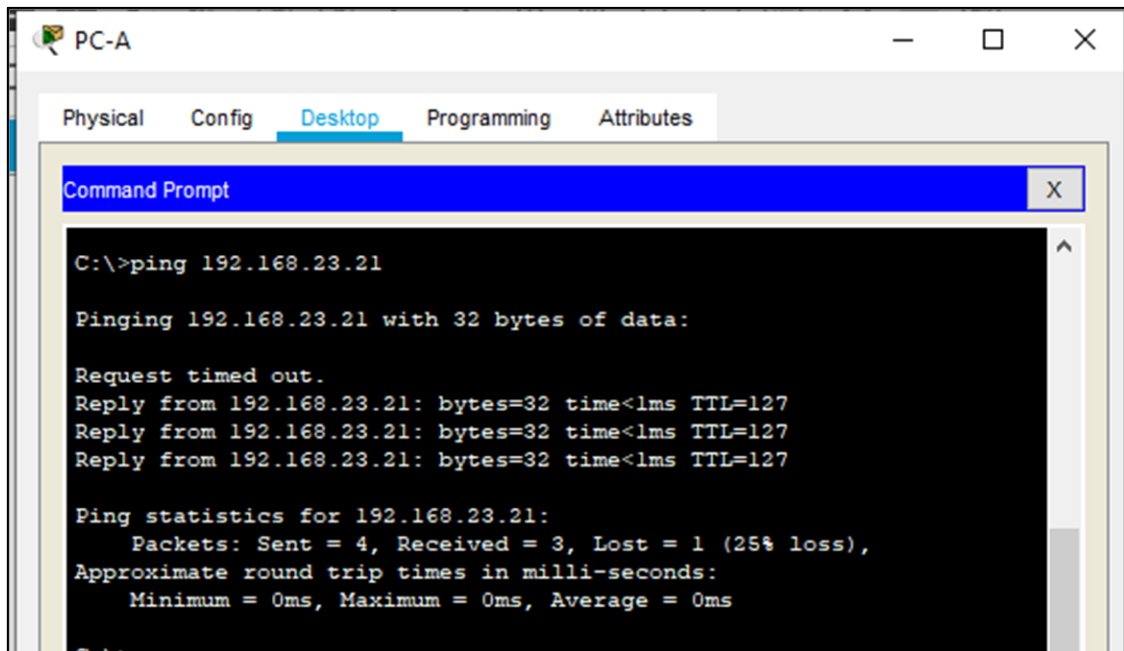 PC-A
Physical Config Desktop Programming Attributes
Command Prompt X
C:\>ping 192.168.23.21
Pinging 192.168.23.21 with 32 bytes of data:
Request timed out.
Reply from 192.168.23.21: bytes=32 time<1ms TTL=127
Reply from 192.168.23.21: bytes=32 time<1ms TTL=127
Reply from 192.168.23.21: bytes=32 time<1ms TTL=127
Ping statistics for 192.168.23.21:
Packets: Sent = 4, Received = 3, Lost = 1 (25% loss),
Approximate round trip times in milli-seconds:
Minimum = 0ms, Maximum = 0ms, Average = 0ms